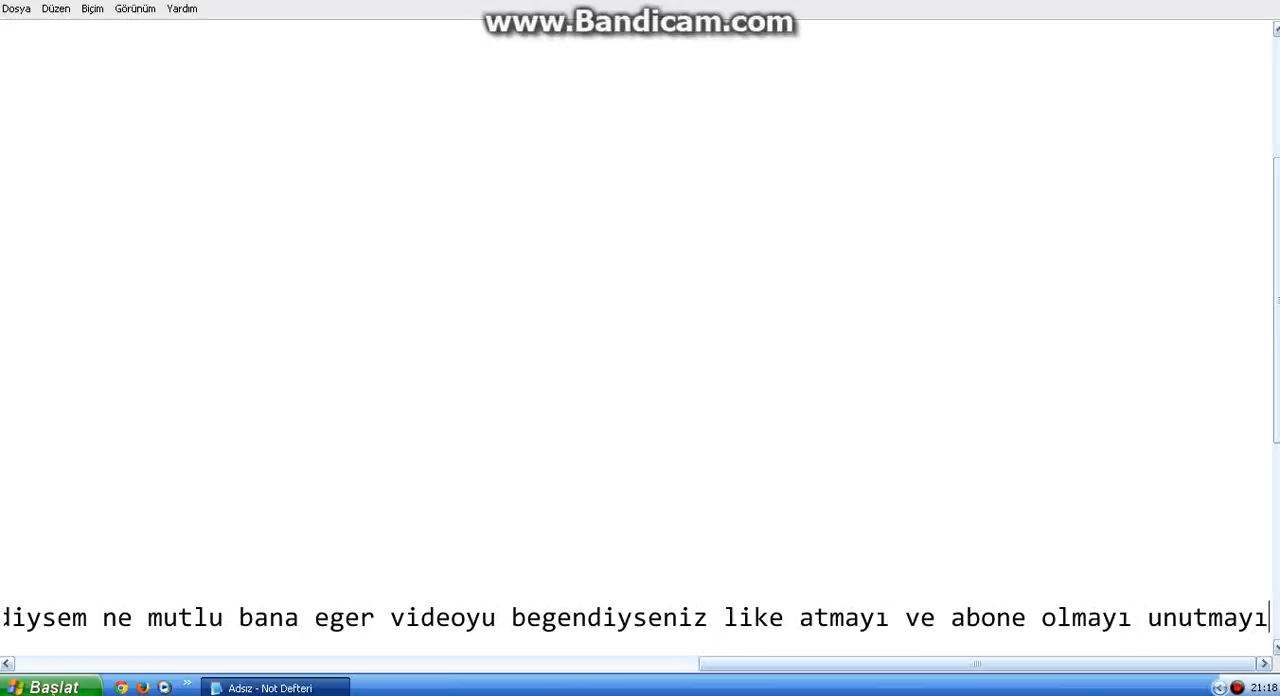 www.Bandicam.com
Dosya Düzen Biçim Görünüm Yardım
diysem ne mutlu bana eger videoyu begendiyseniz like atmayı ve abone olmayı unutmayı
Başlat Adsız - Not Defteri 21:18